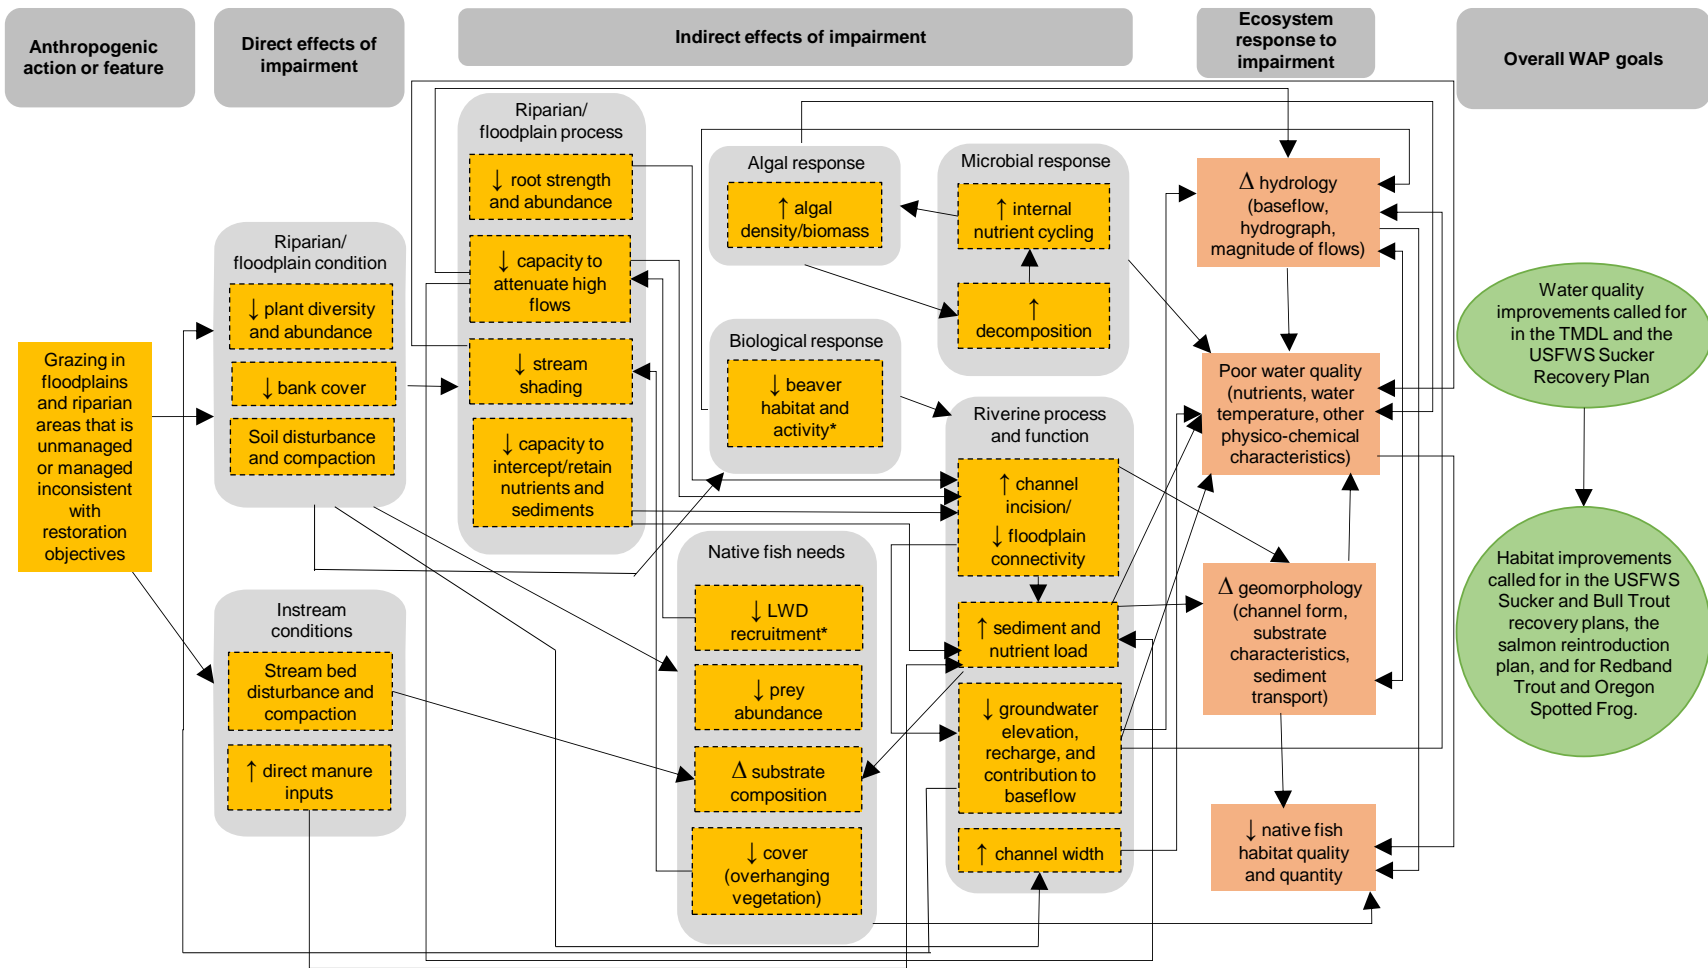 Anthropogenic
action or feature
Direct effects of
impairment
Indirect effects of impairment
Ecosystem
response to
impairment
Overall WAP goals
Grazing in
floodplains
and riparian
areas that is
unmanaged
or managed
inconsistent
with
restoration
objectives
Riparian/
floodplain condition
↓ plant diversity
and abundance
↓ bank cover
Soil disturbance
and compaction
Instream
conditions
Stream bed
disturbance and
compaction
↑ direct manure
inputs
Riparian/
floodplain process
↓ root strength
and abundance
↓ capacity to
attenuate high
flows
↓ stream
shading
↓ capacity to
intercept/retain
nutrients and
sediments
Algal response
↑ algal
density/biomass
Microbial response
↑ internal
nutrient cycling
↑
decomposition
Biological response
↓ beaver
habitat and
activity*
Native fish needs
↓ LWD
recruitment*
↓ prey
abundance
Δ substrate
composition
↓ cover
(overhanging
vegetation)
Riverine process
and function
↑ channel
incision/
↓ floodplain
connectivity
↑ sediment and
nutrient load
↓ groundwater
elevation,
recharge, and
contribution to
baseflow
↑ channel width
Δ hydrology
(baseflow,
hydrograph,
magnitude of flows)
Poor water quality
(nutrients, water
temperature, other
physico-chemical
characteristics)
Δ geomorphology
(channel form,
substrate
characteristics,
sediment
transport)
↓ native fish
habitat quality
and quantity
Water quality
improvements called for
in the TMDL and the
USFWS Sucker
Recovery Plan
Habitat improvements
called for in the USFWS
Sucker and Bull Trout
recovery plans, the
salmon reintroduction
plan, and for Redband
Trout and Oregon
Spotted Frog.